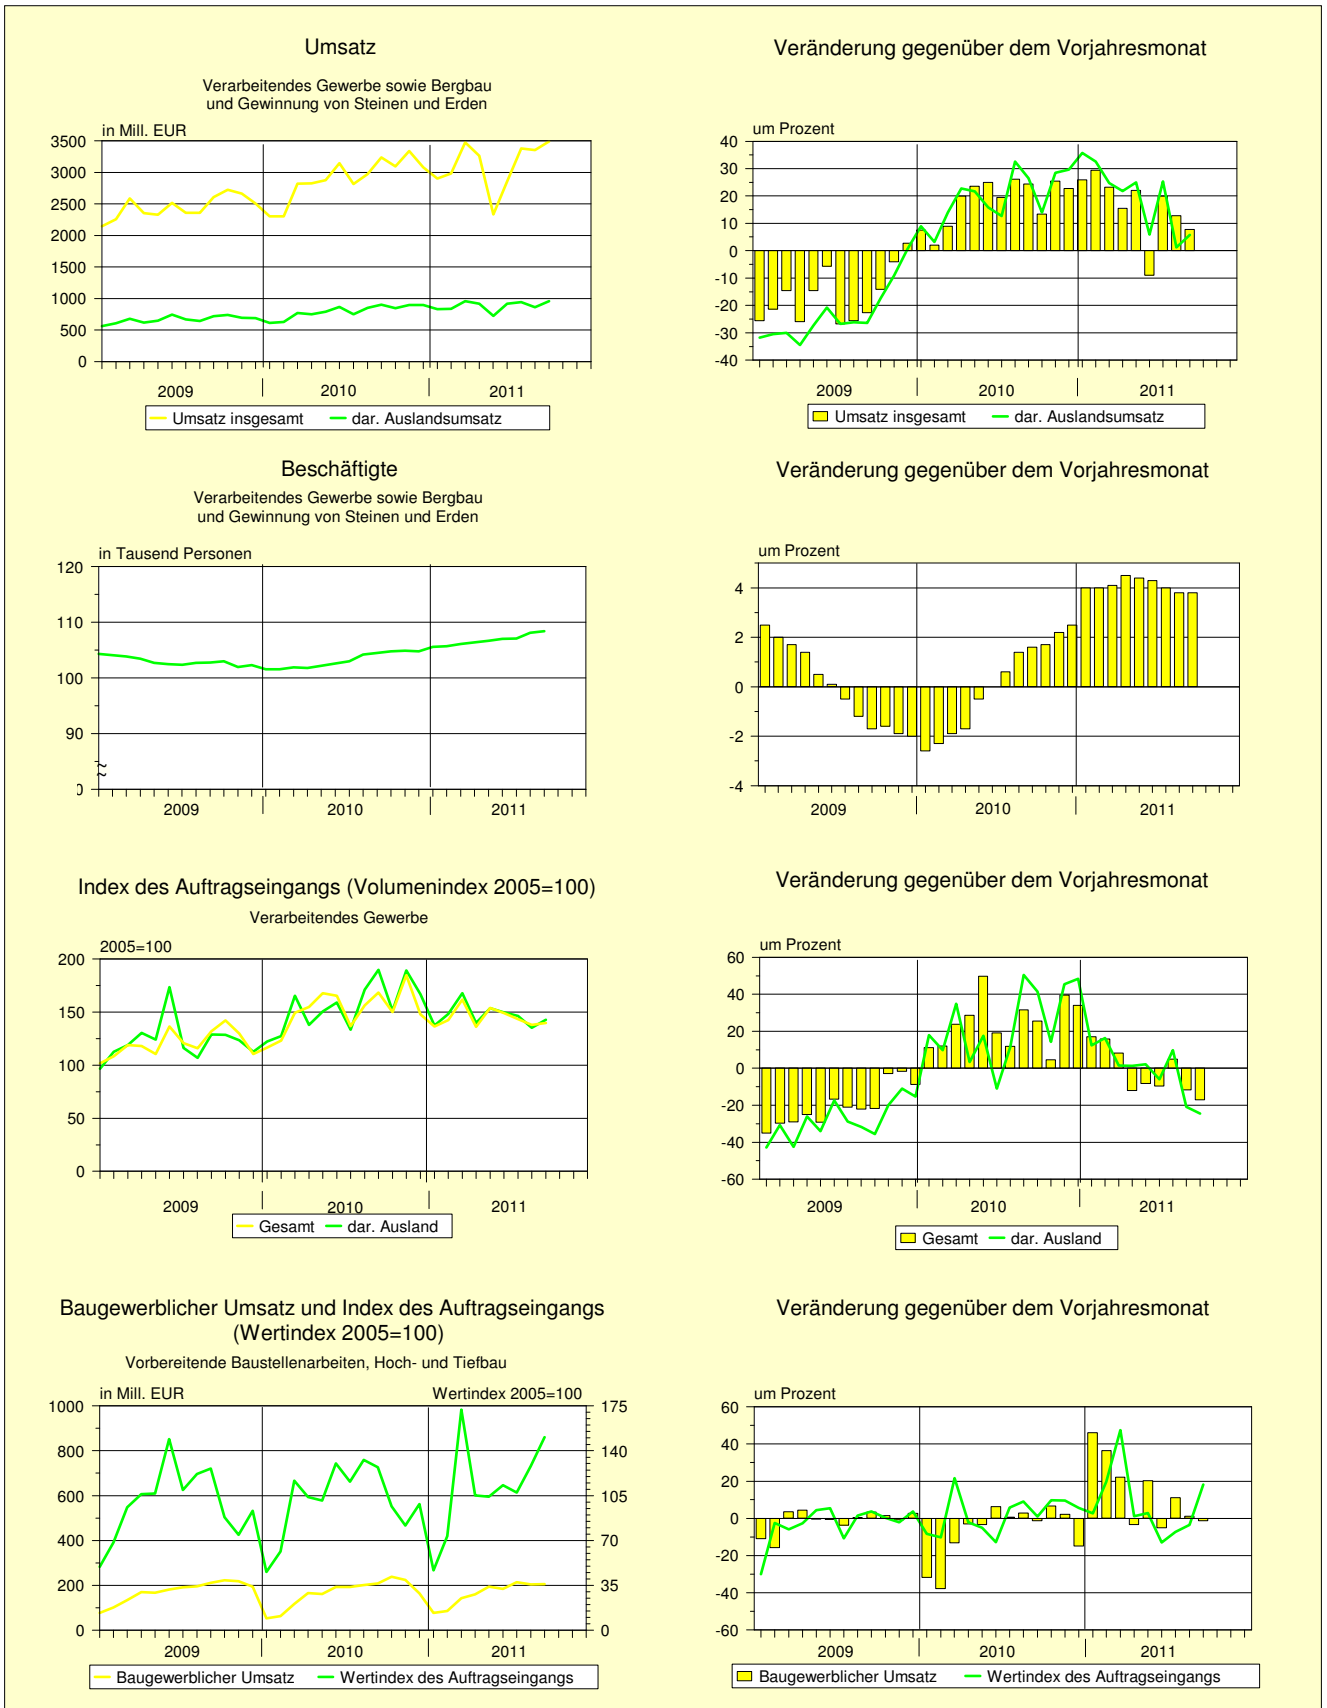 Umsatz
Verarbeitendes Gewerbe sowie Bergbau
und Gewinnung von Steinen und Erden
in Mill. EUR
3500
3000
2500
2000
1500
1000
500
0
2009
2010
2011
Umsatz insgesamt
dar. Auslandsumsatz
Veränderung gegenüber dem Vorjahresmonat
um Prozent
40
30
20
10
0
-10
-20
-30
-40
2009
2010
2011
Umsatz insgesamt
dar. Auslandsumsatz
Beschäftigte
Verarbeitendes Gewerbe sowie Bergbau
und Gewinnung von Steinen und Erden
in Tausend Personen
120
110
100
90
0
2009
2010
2011
Veränderung gegenüber dem Vorjahresmonat
um Prozent
4
2
0
-2
-4
2009
2010
2011
Index des Auftragseingangs (Volumenindex 2005=100)
Verarbeitendes Gewerbe
2005=100
200
150
100
50
0
2009
2010
2011
Gesamt
dar. Ausland
Veränderung gegenüber dem Vorjahresmonat
um Prozent
60
40
20
0
-20
-40
-60
2009
2010
2011
Gesamt
dar. Ausland
Baugewerblicher Umsatz und Index des Auftragseingangs
(Wertindex 2005=100)
Vorbereitende Baustellenarbeiten, Hoch- und Tiefbau
in Mill. EUR
Wertindex 2005=100
1000
800
600
400
200
0
175
140
105
70
35
0
2009
2010
2011
Baugewerblicher Umsatz
Wertindex des Auftragseingangs
Veränderung gegenüber dem Vorjahresmonat
um Prozent
60
40
20
0
-20
-40
-60
2009
2010
2011
Baugewerblicher Umsatz
Wertindex des Auftragseingangs